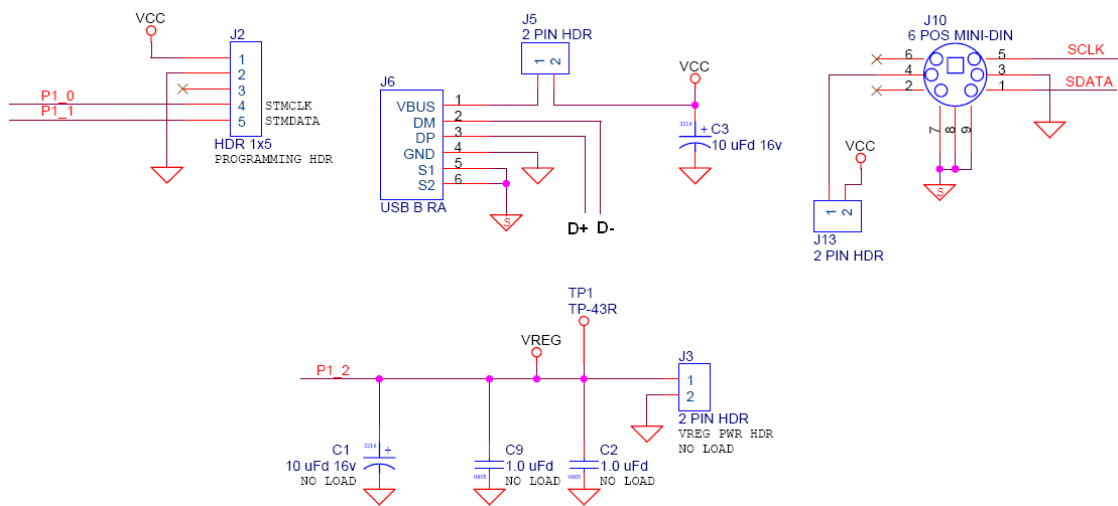 VCC
J2
1
2
3
4
5
P1_0
P1_1
STMCLK
STMDATA
HDR 1x5
PROGRAMMING HDR
J5
2 PIN HDR
1 2
J6
VBUS 1
DM 2
DP 3
GND 4
S1 5
S2 6
USB B RA
S
D+ D-
VCC
3216 +
C3
10 uFd 16v
J10
6 POS MINI-DIN
6 5 SCLK
4 3
2 1 SDATA
7 8 9
S
VCC
1 2
J13
2 PIN HDR
TP1
TP-43R
VREG
P1_2
J3
1
2
2 PIN HDR
VREG PWR HDR
NO LOAD
3216 +
C1
10 uFd 16v
NO LOAD
C9
1.0 uFd
0805
NO LOAD
C2
1.0 uFd
0805
NO LOAD